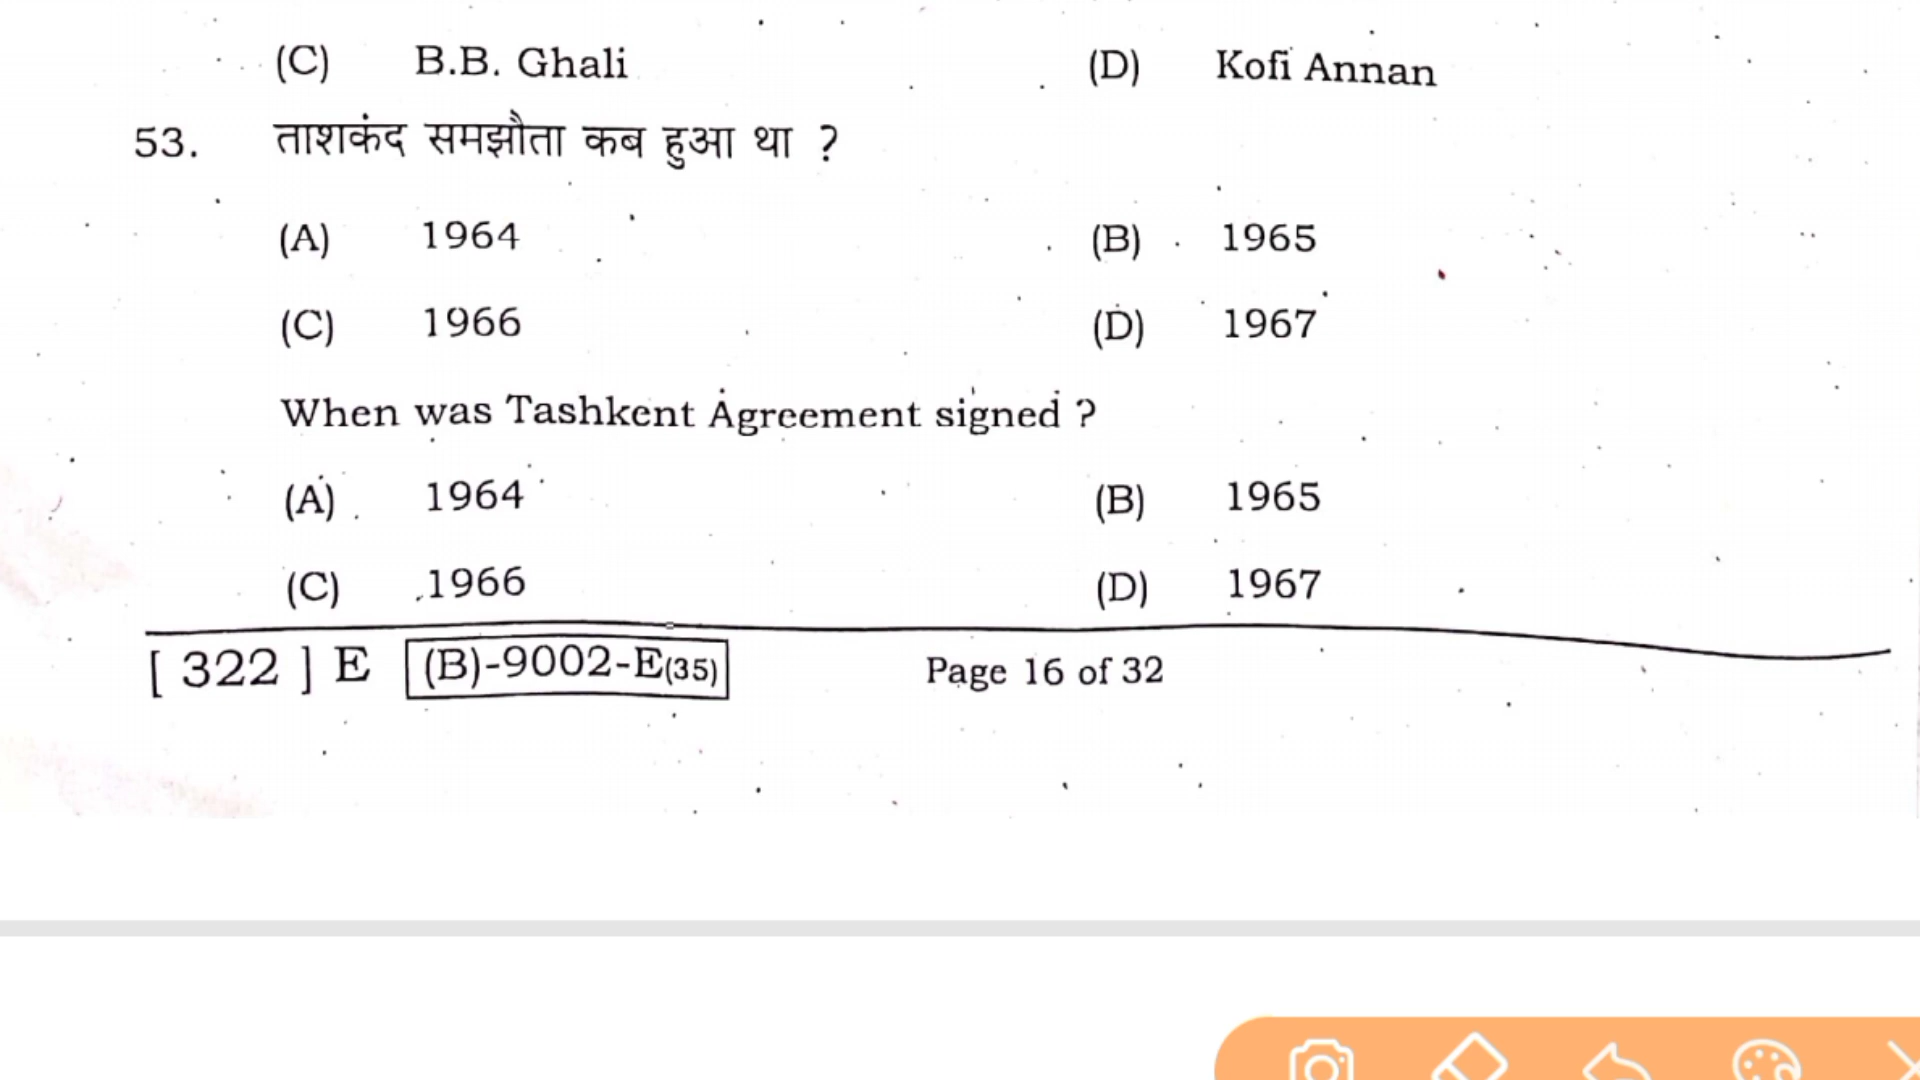 (C) B.B. Ghali (D) Kofi Annan
53. ताशकंद समझौता कब हुआ था ?
(A) 1964 (B) 1965
(C) 1966 (D) 1967
When was Tashkent Agreement signed ?
(A) 1964 (B) 1965
(C) 1966 (D) 1967
[ 322 ] E (B)-9002-E(35) Page 16 of 32